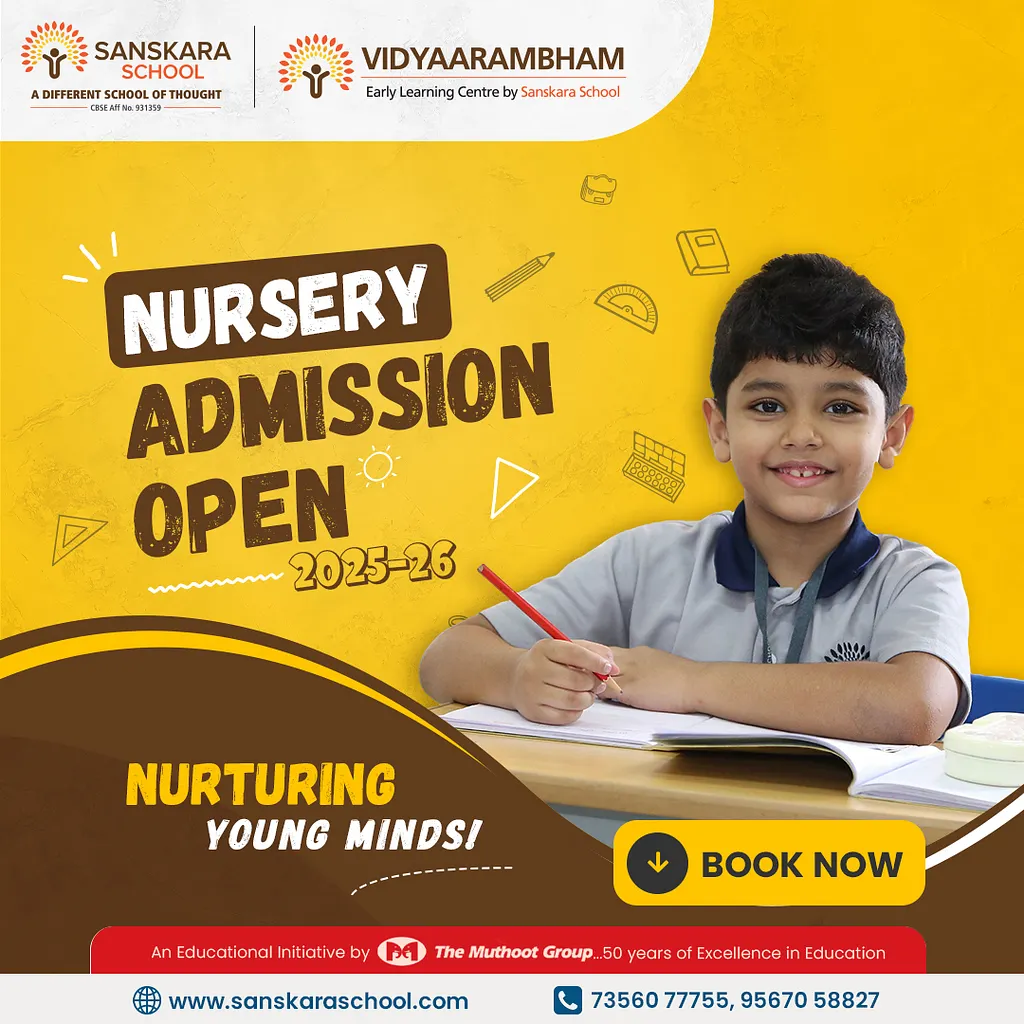 SANSKARA
SCHOOL
A DIFFERENT SCHOOL OF THOUGHT
CBSE Aff No. 931359
VIDYAARAMBHAM
Early Learning Centre by Sanskara School
NURSERY
ADMISSION
OPEN
2025-26
NURTURING
YOUNG MINDS!
BOOK NOW
An Educational Initiative by The Muthoot Group...50 years of Excellence in Education
www.sanskaraschool.com
73560 77755, 95670 58827